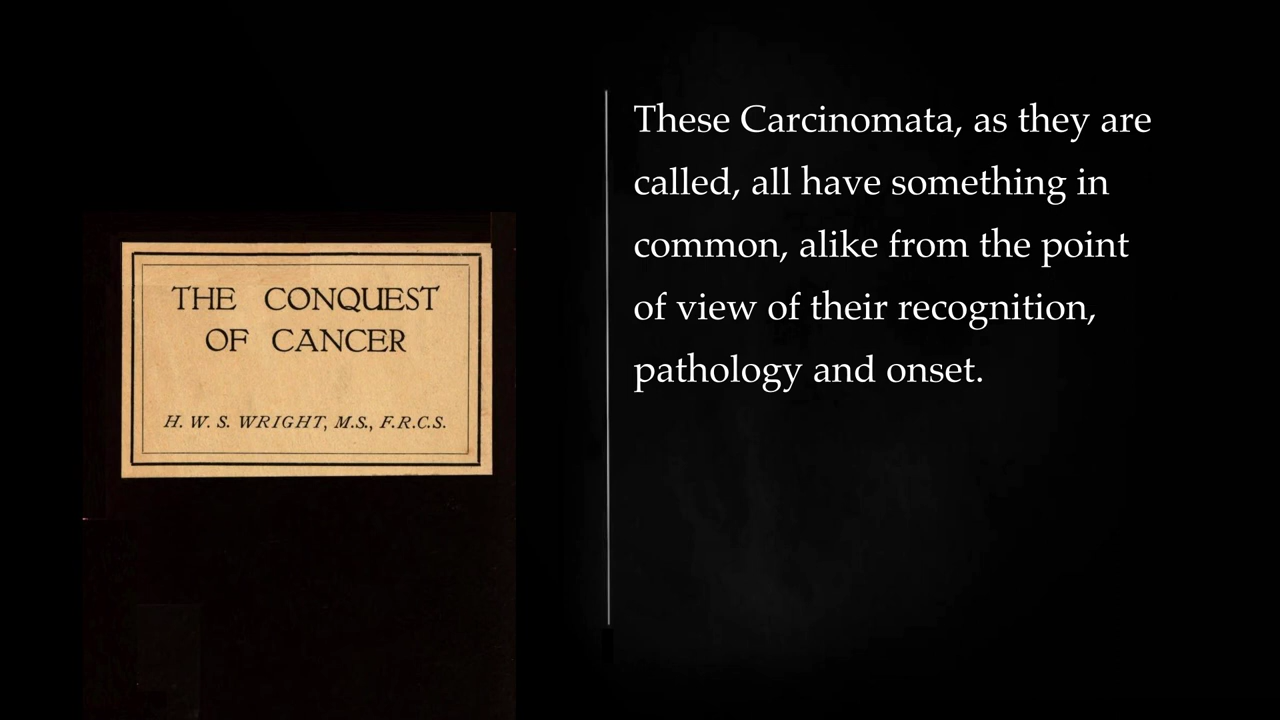 THE CONQUEST
OF CANCER
H. W. S. WRIGHT, M.S., F.R.C.S.
These Carcinomata, as they are
called, all have something in
common, alike from the point
of view of their recognition,
pathology and onset.